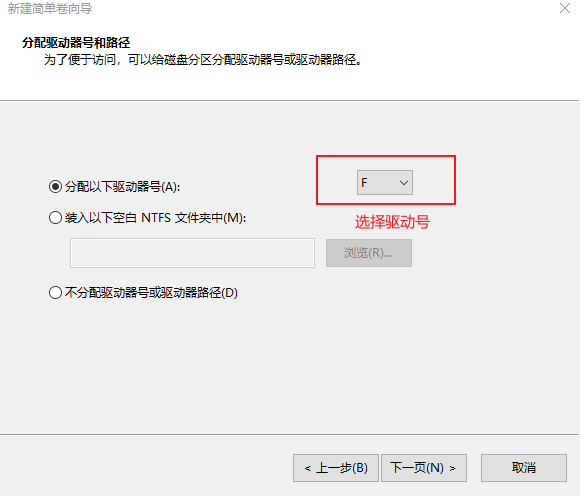 新建简单卷向导
分配驱动器号和路径
为了便于访问，可以给磁盘分区分配驱动器号或驱动器路径。
分配以下驱动器号(A):
F
装入以下空白 NTFS 文件夹中(M):
选择驱动号
浏览(R)...
不分配驱动器号或驱动器路径(D)
< 上一步(B)
下一页(N) >
取消